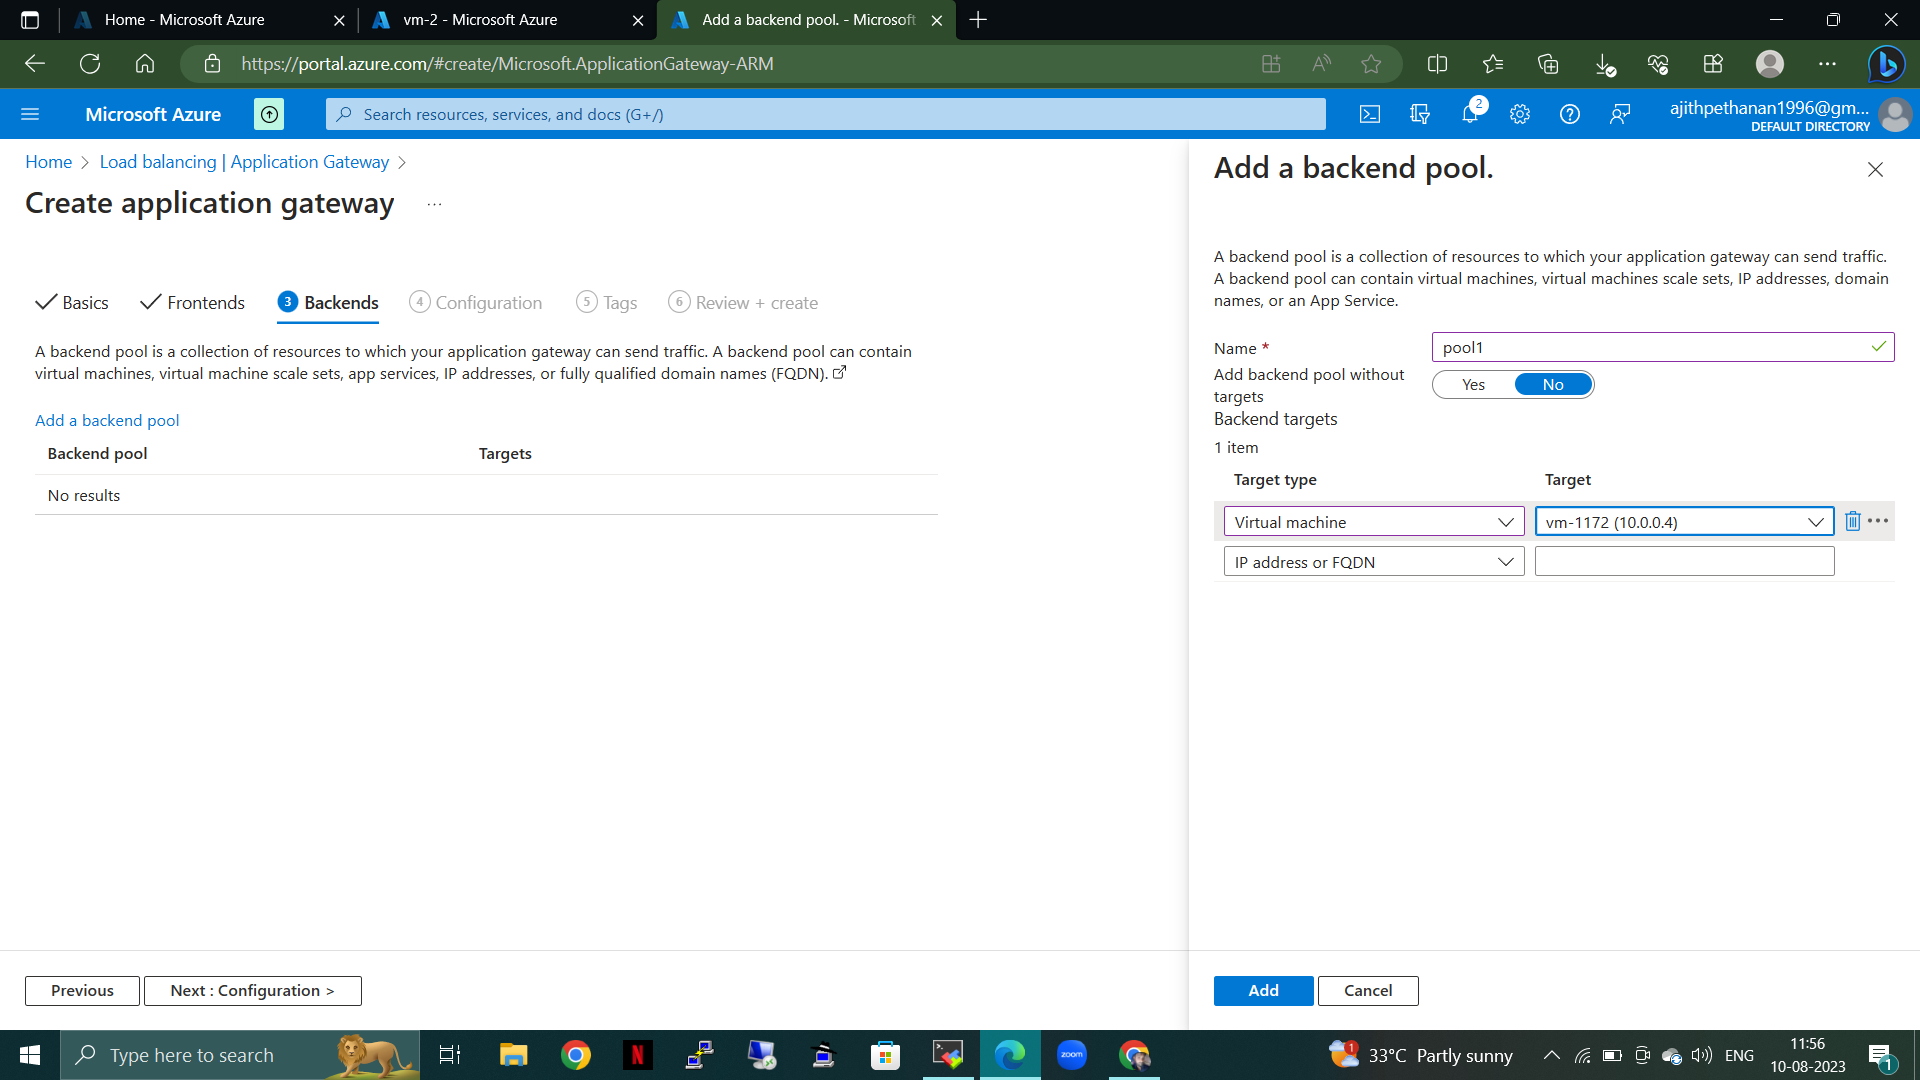 Home - Microsoft Azure
vm-2 - Microsoft Azure
Add a backend pool. - Microsoft
https://portal.azure.com/#create/Microsoft.ApplicationGateway-ARM
Microsoft Azure
Search resources, services, and docs (G+/)
2
ajithpethanan1996@gm...
DEFAULT DIRECTORY
Home > Load balancing | Application Gateway >
Create application gateway ...
Basics
Frontends
3 Backends
4 Configuration
5 Tags
6 Review + create
A backend pool is a collection of resources to which your application gateway can send traffic. A backend pool can contain
virtual machines, virtual machine scale sets, app services, IP addresses, or fully qualified domain names (FQDN).
Add a backend pool
Backend pool
Targets
No results
Previous
Next : Configuration >
Add a backend pool.
A backend pool is a collection of resources to which your application gateway can send traffic.
A backend pool can contain virtual machines, virtual machines scale sets, IP addresses, domain
names, or an App Service.
Name *
pool1
Add backend pool without
targets
Yes
No
Backend targets
1 item
Target type
Target
Virtual machine
vm-1172 (10.0.0.4)
IP address or FQDN
Add
Cancel
Type here to search
N
zoom
1
33°C Partly sunny
ENG
11:56
10-08-2023
1